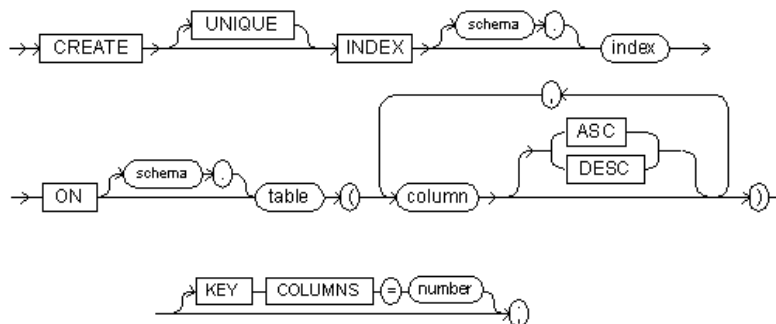 CREATE UNIQUE INDEX schema . index
,
ON schema . table ( column ASC )
DESC
KEY COLUMNS = number ;